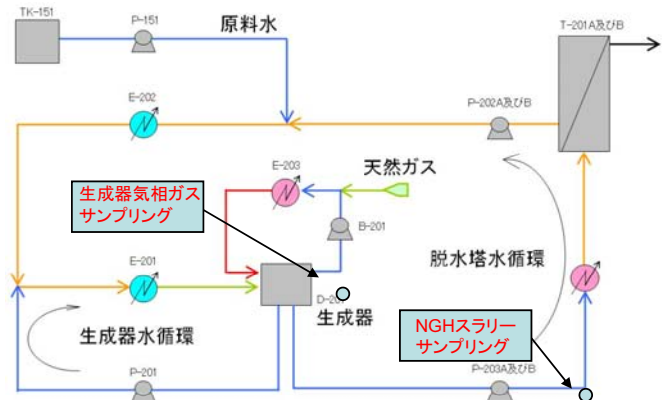 TK-151
P-151
原料水
T-201A及びB
E-202
P-202A及びB
E-203
天然ガス
生成器気相ガス
サンプリング
B-201
脱水塔水循環
E-201
D-201
生成器
生成器水循環
NGHスラリー
サンプリング
P-201
P-203A及びB